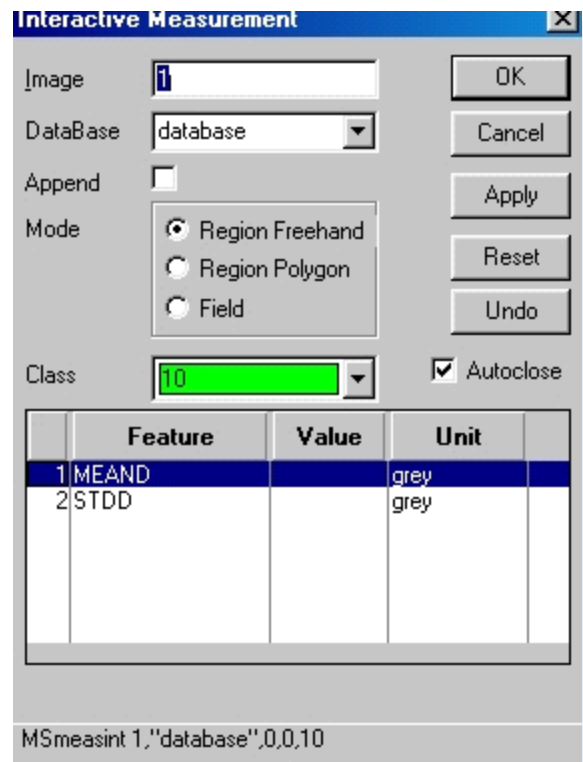 Interactive Measurement
Image 1 OK
DataBase database Cancel
Append Apply
Mode Region Freehand
Region Polygon Reset
Field Undo
Class 10 Autoclose
Feature Value Unit
1 MEAND grey
2 STDD grey
MSmeasint 1,"database",0,0,10